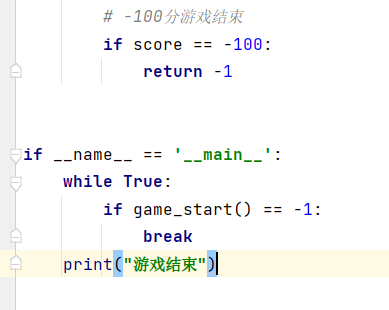 # -100分游戏结束
if score == -100:
return -1
if __name__ == '__main__':
while True:
if game_start() == -1:
break
print("游戏结束")